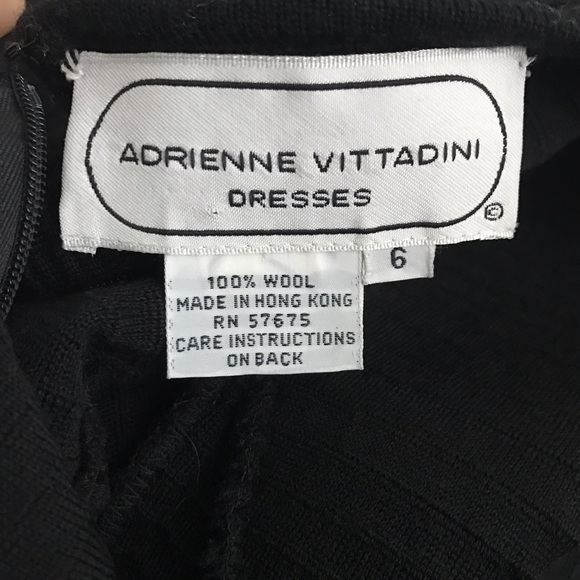 ADRIENNE VITTADINI
DRESSES
©
6
100% WOOL
MADE IN HONG KONG
RN 57675
CARE INSTRUCTIONS
ON BACK